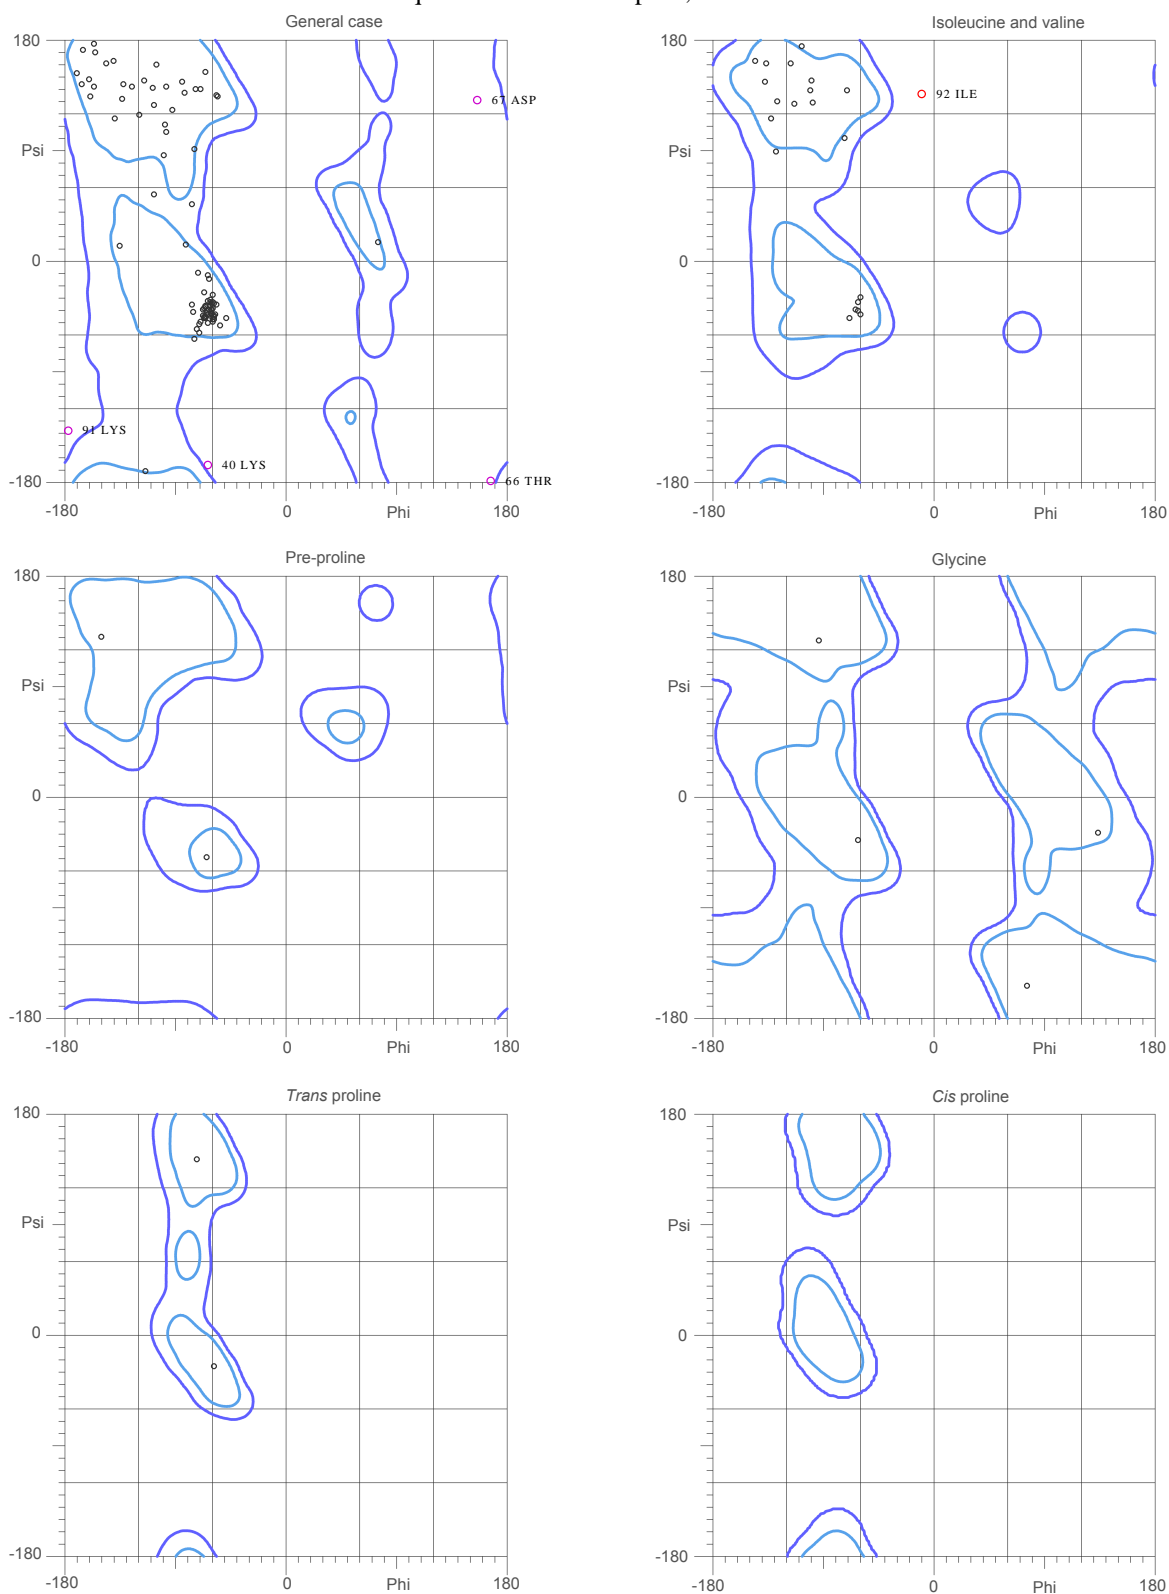 General case
Isoleucine and valine
180
180
67 ASP
92 ILE
Psi
Psi
0
0
91 LYS
40 LYS
66 THR
-180
-180
-180
0
Phi
180
-180
0
Phi
180
Pre-proline
Glycine
180
180
Psi
Psi
0
0
-180
-180
-180
0
Phi
180
-180
0
Phi
180
Trans proline
Cis proline
180
180
Psi
Psi
0
0
-180
-180
-180
0
Phi
180
-180
0
Phi
180